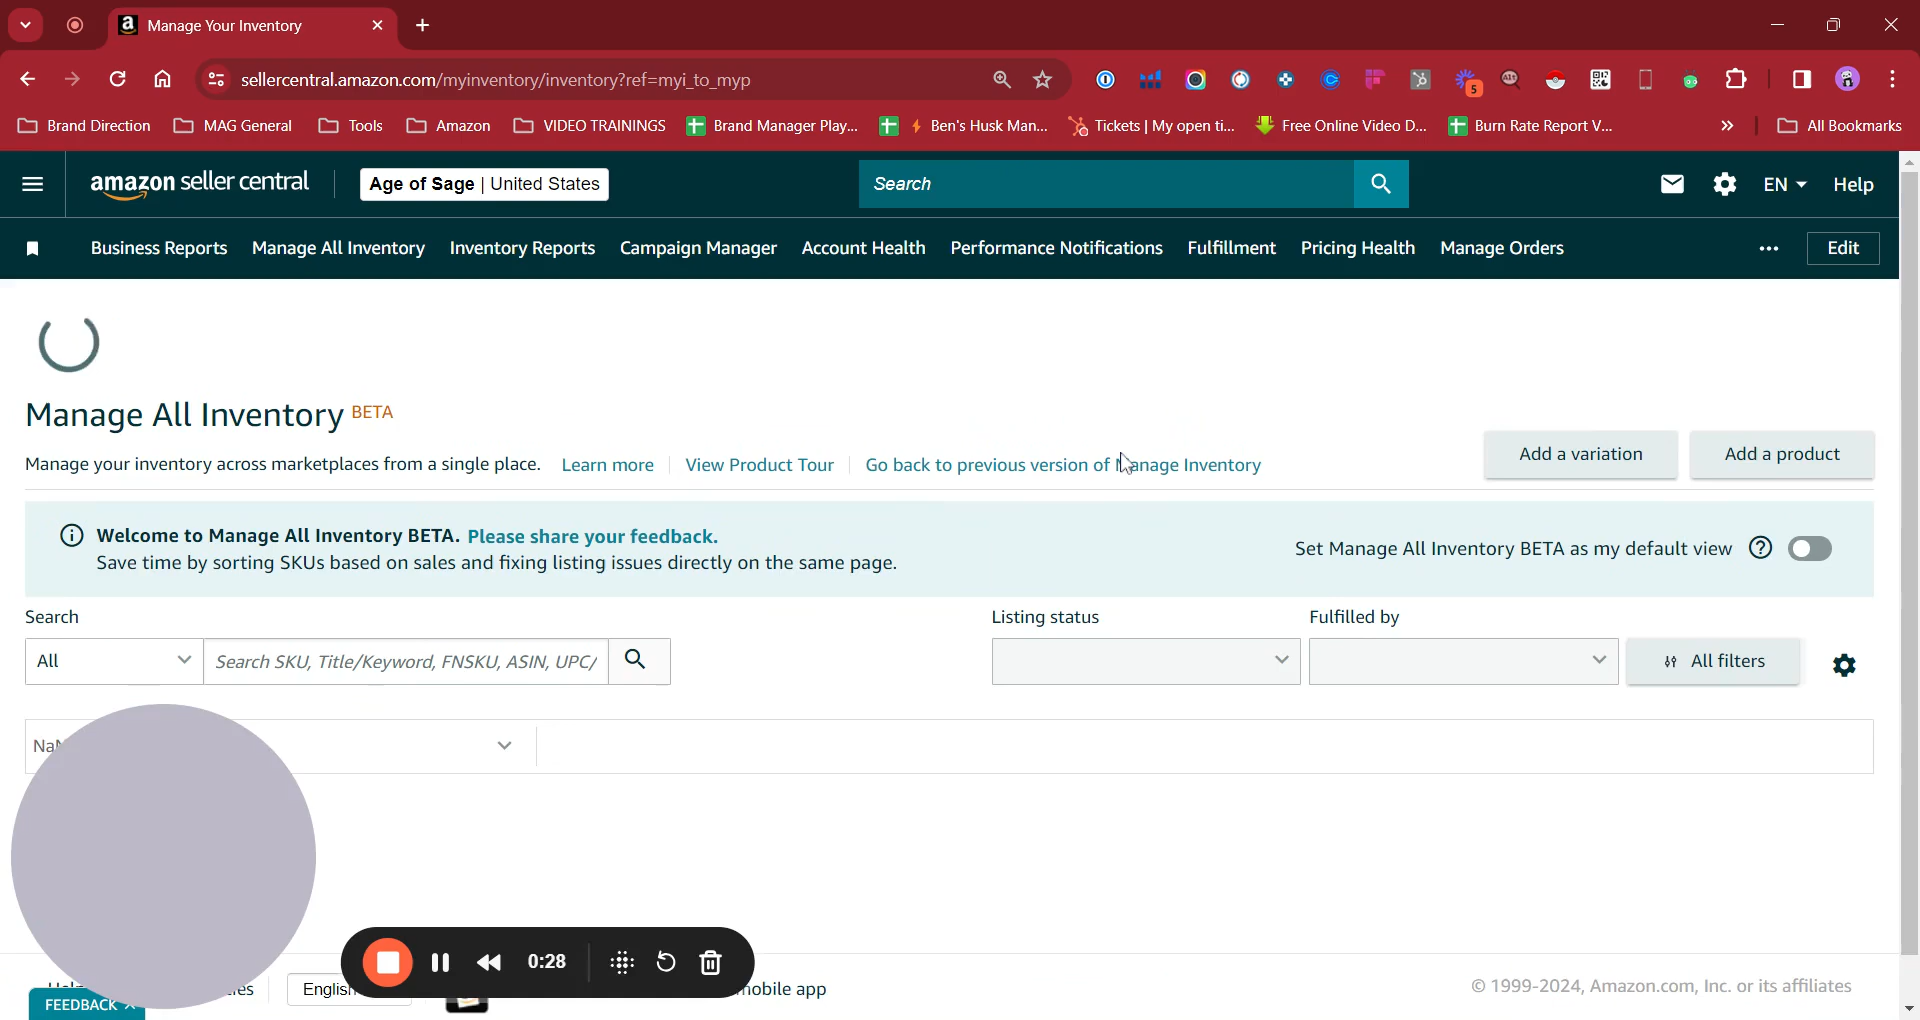 Manage Your Inventory
sellercentral.amazon.com/myinventory/inventory?ref=myi_to_myp
5
Brand Direction
MAG General
Tools
Amazon
VIDEO TRAININGS
Brand Manager Play...
Ben's Husk Man...
Tickets | My open ti...
Free Online Video D...
Burn Rate Report V...
All Bookmarks
amazon seller central
Age of Sage | United States
Search
EN
Help
Business Reports
Manage All Inventory
Inventory Reports
Campaign Manager
Account Health
Performance Notifications
Fulfillment
Pricing Health
Manage Orders
Edit
Manage All Inventory BETA
Manage your inventory across marketplaces from a single place.
Learn more
View Product Tour
Go back to previous version of Manage Inventory
Add a variation
Add a product
Welcome to Manage All Inventory BETA. Please share your feedback.
Save time by sorting SKUs based on sales and fixing listing issues directly on the same page.
Set Manage All Inventory BETA as my default view
Search
Listing status
Fulfilled by
All
Search SKU, Title/Keyword, FNSKU, ASIN, UPC/
All filters
0:28
English
mobile app
© 1999-2024, Amazon.com, Inc. or its affiliates
FEEDBACK